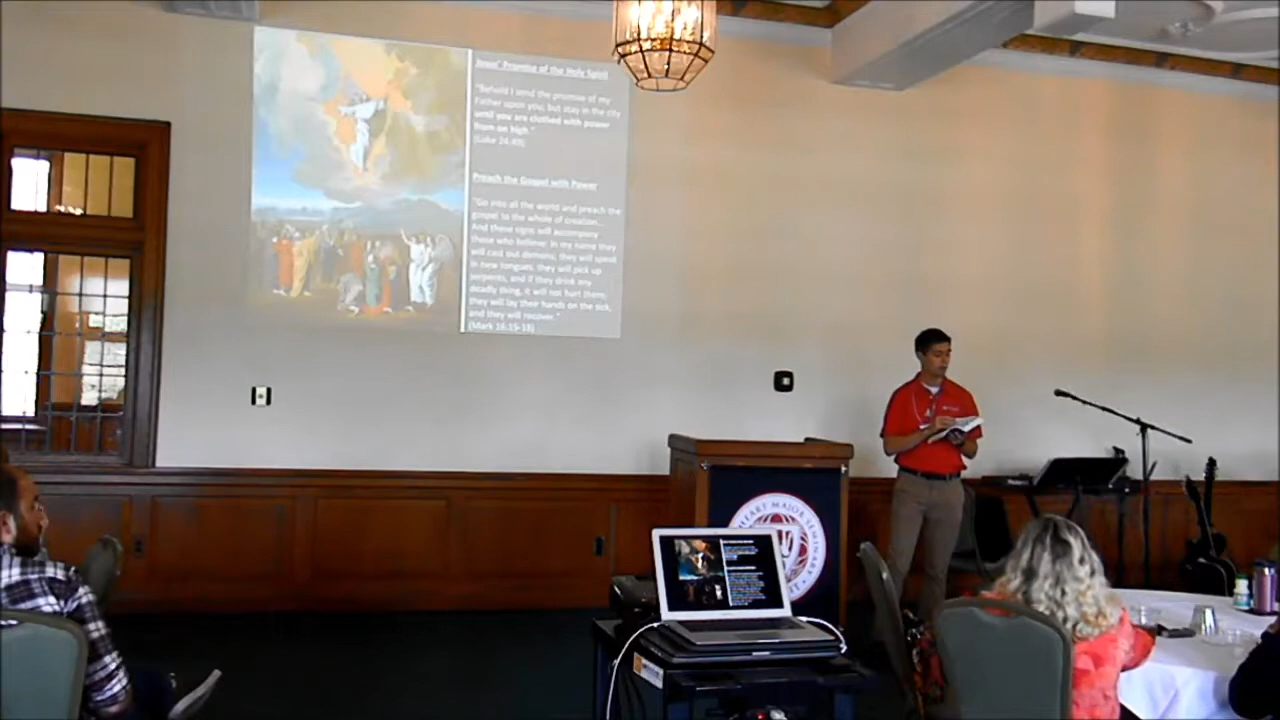 Jesus' Promise of the Holy Spirit
"Behold I send the promise of my
Father upon you; but stay in the city
until you are clothed with power
from on high."
(Luke 24:49)
Preach the Gospel with Power
"Go into all the world and preach the
gospel to the whole of creation...
And these signs will accompany
those who believe: in my name they
will cast out demons; they will speak
in new tongues; they will pick up
serpents, and if they drink any
deadly thing, it will not hurt them;
they will lay their hands on the sick,
and they will recover."
(Mark 16:15-18)
HEART MAJOR SEMINARY